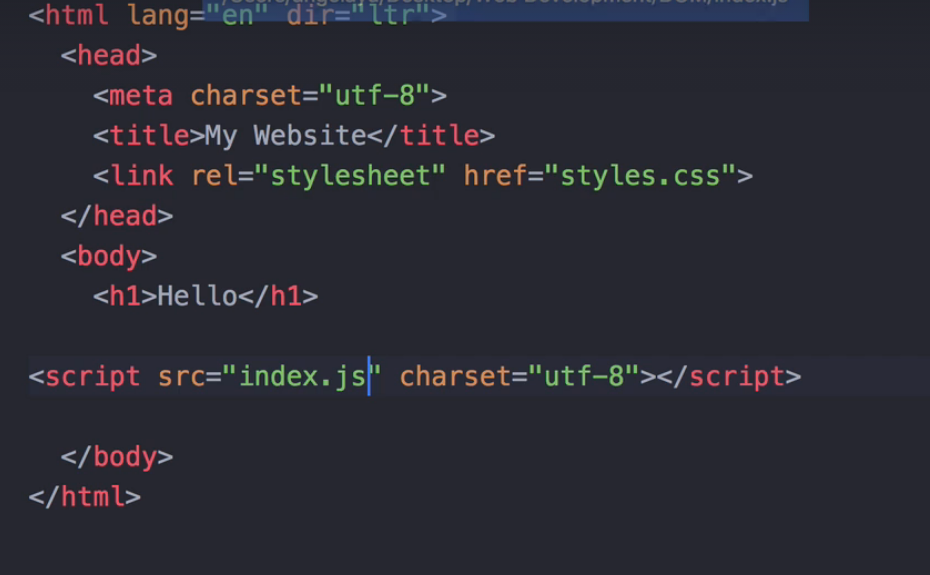 <html lang="en" dir="ltr">
<head>
<meta charset="utf-8">
<title>My Website</title>
<link rel="stylesheet" href="styles.css">
</head>
<body>
<h1>Hello</h1>
<script src="index.js" charset="utf-8"></script>
</body>
</html>